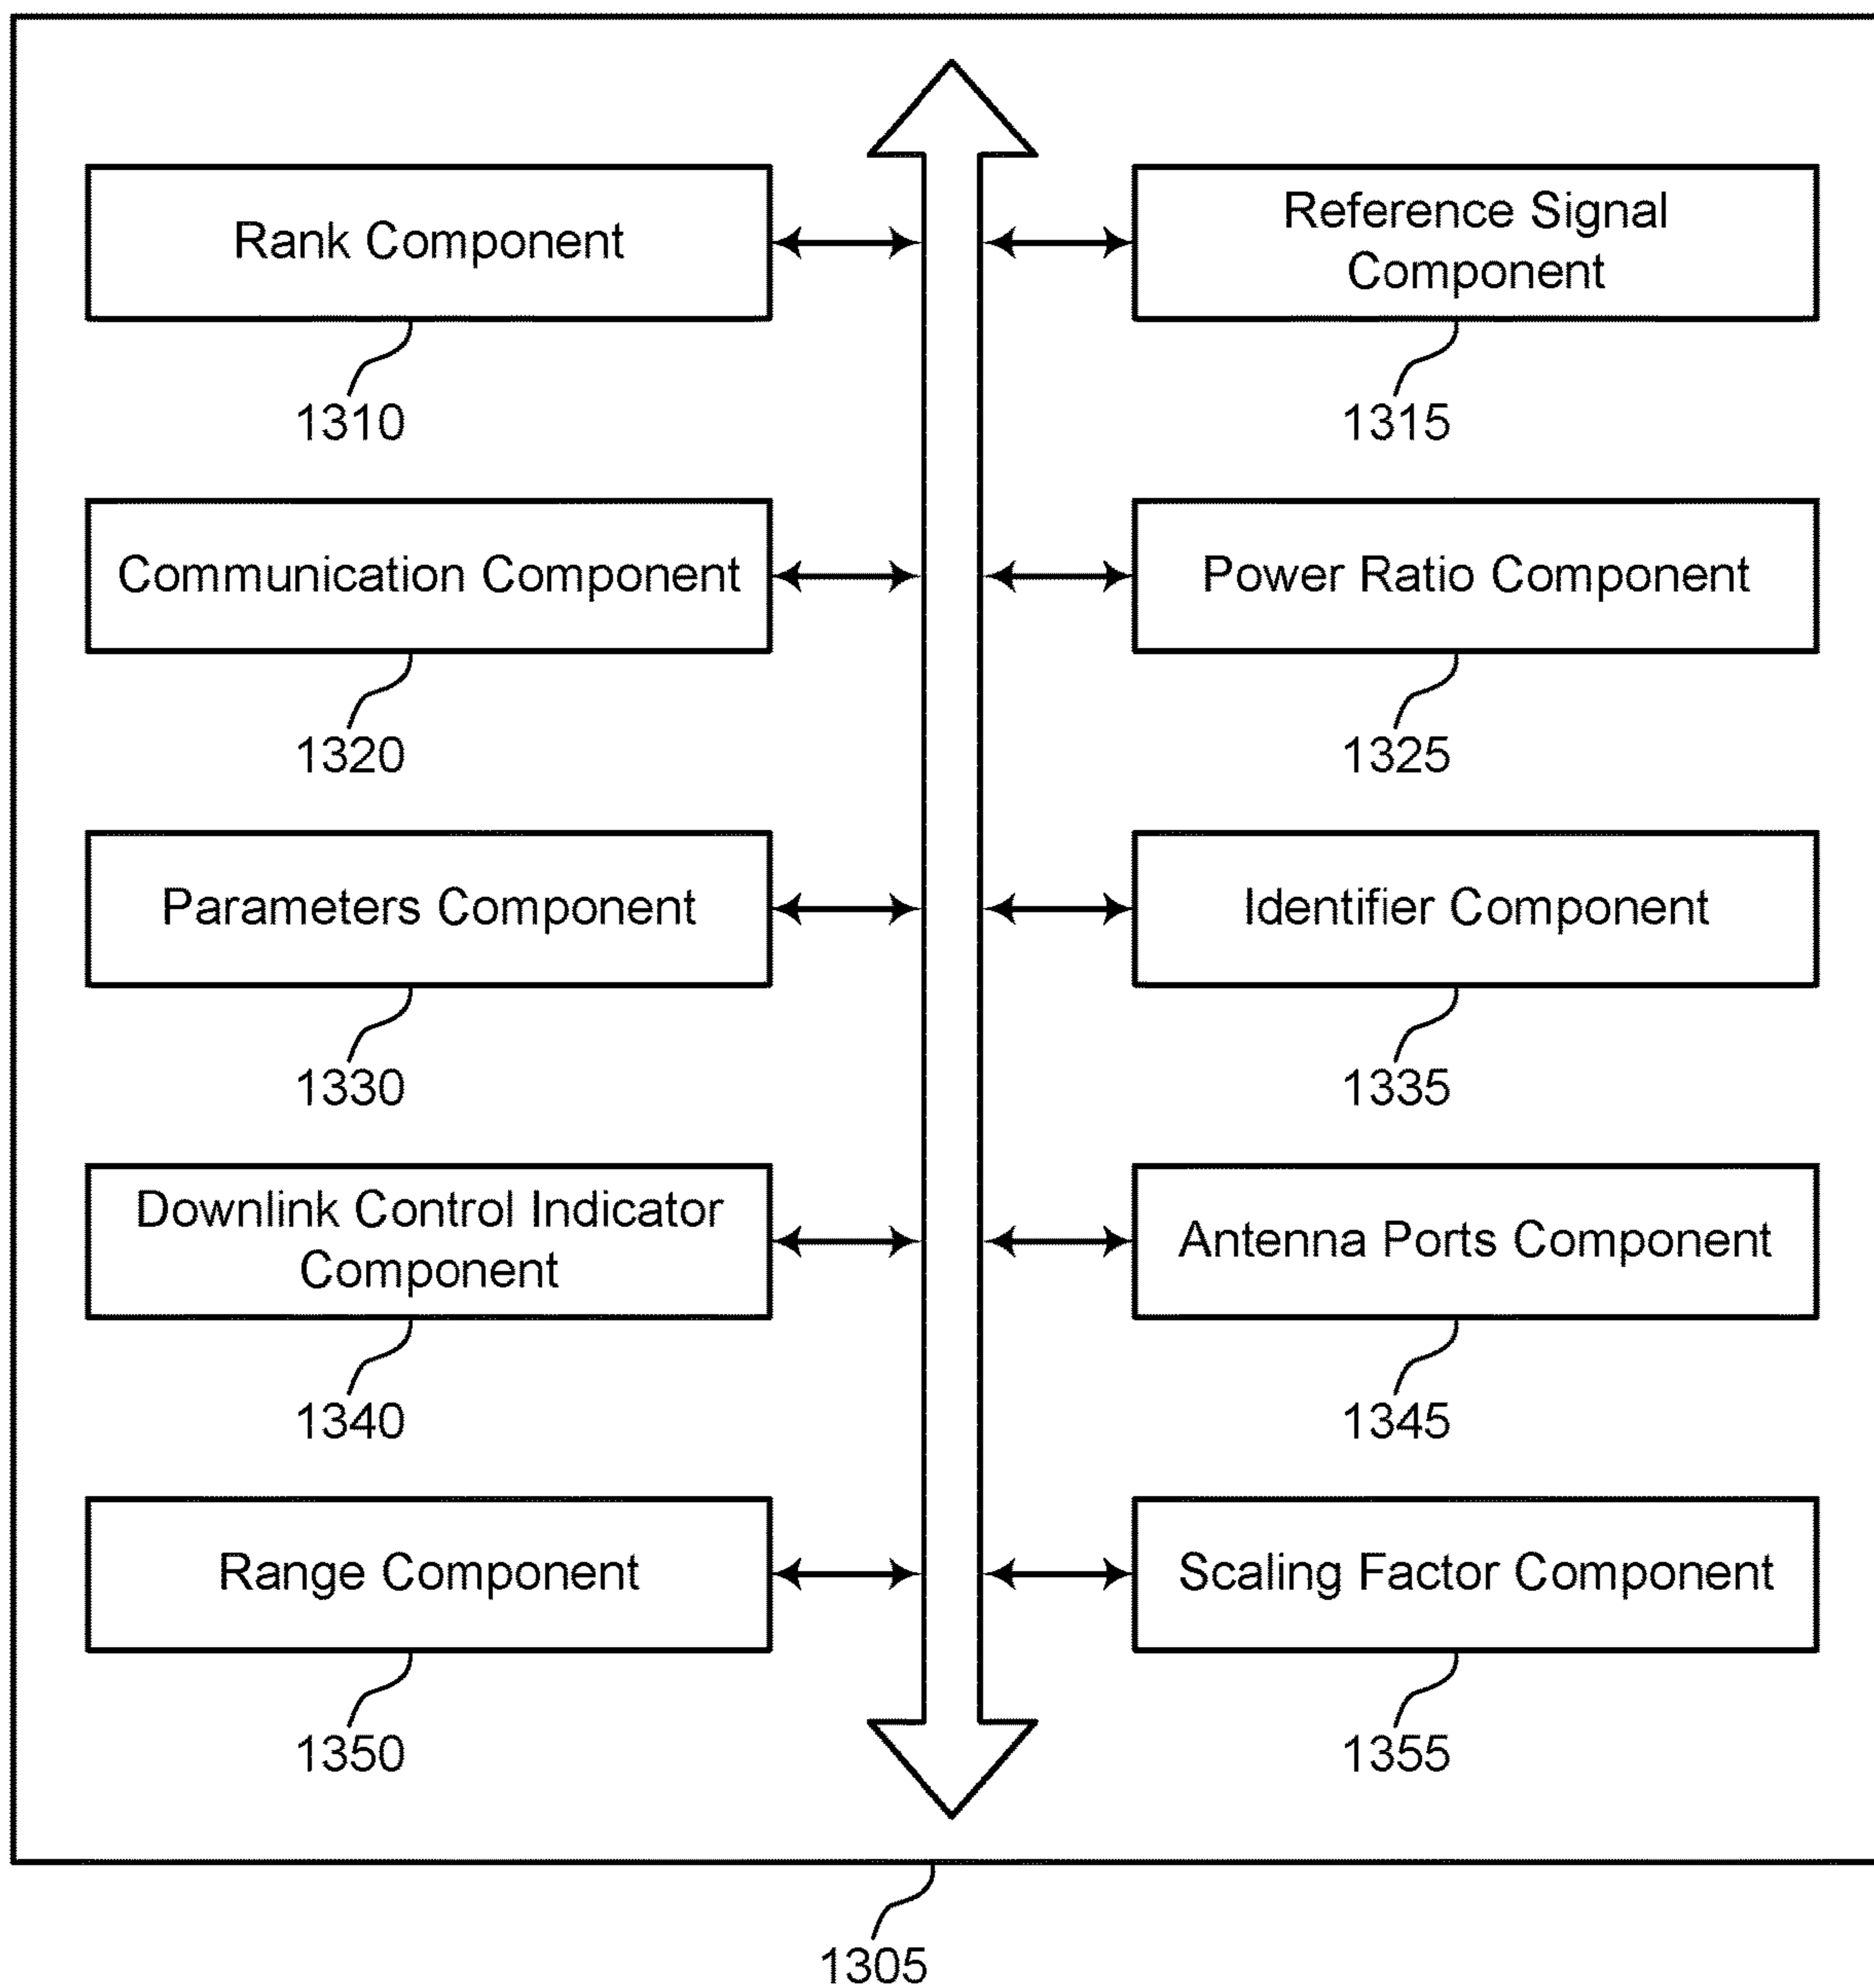 Rank Component
Reference Signal
Component
1310
1315
Communication Component
Power Ratio Component
1320
1325
Parameters Component
Identifier Component
1330
1335
Downlink Control Indicator
Component
Antenna Ports Component
1340
1345
Range Component
Scaling Factor Component
1350
1355
1305